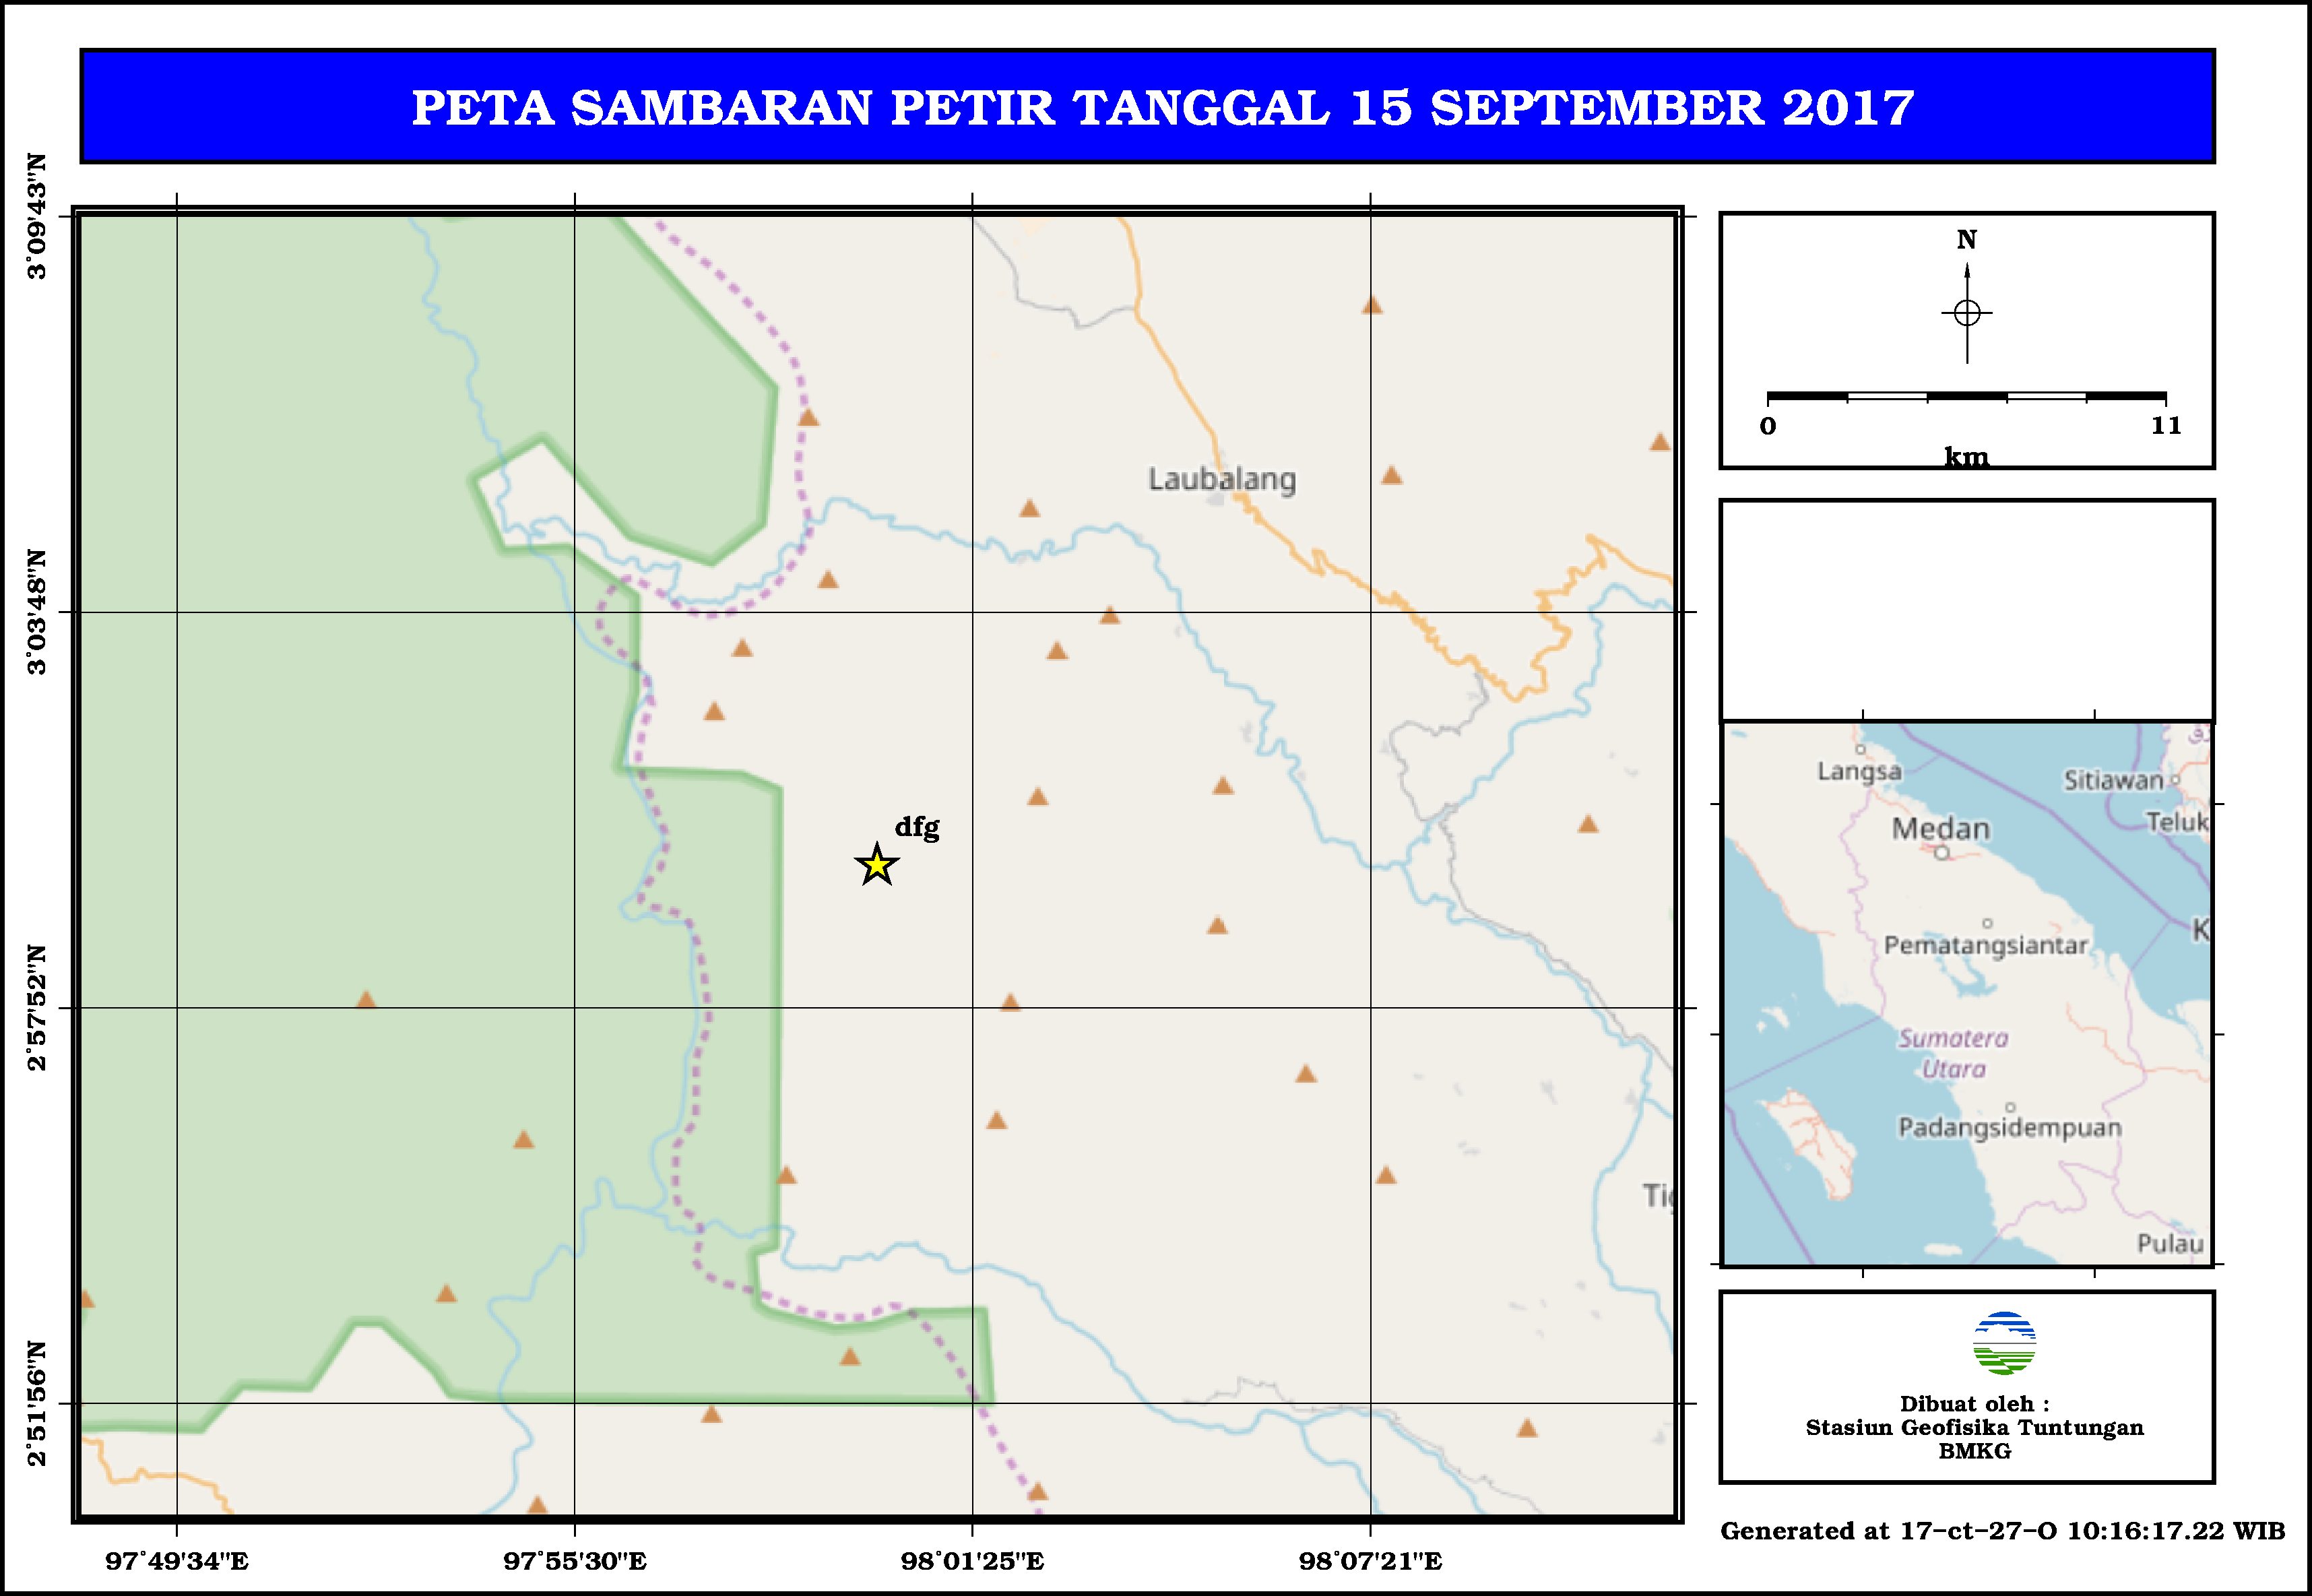 PETA SAMBARAN PETIR TANGGAL 15 SEPTEMBER 2017
3°09'43"N
3°03'48"N
2°57'52"N
2°51'56"N
97°49'34"E
97°55'30"E
98°01'25"E
98°07'21"E
Laubalang
dfg
N
0
11
km
Langsa
Sitiawan
Medan
Teluk
Pematangsiantar
K
Sumatera
Utara
Padangsidempuan
Pulau
Dibuat oleh :
Stasiun Geofisika Tuntungan
BMKG
Generated at 17-ct-27-O 10:16:17.22 WIB